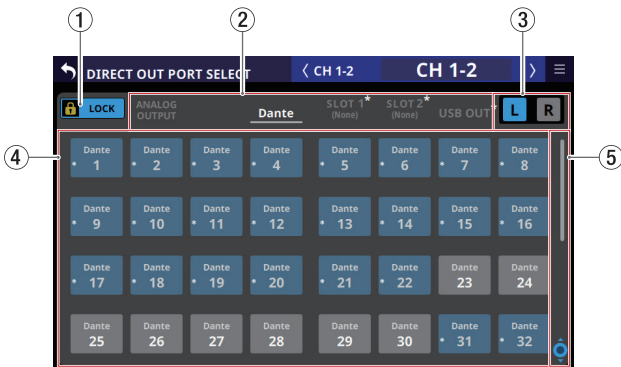 ① ② ③
DIRECT OUT PORT SELECT CH 1-2 CH 1-2
LOCK ANALOG OUTPUT Dante SLOT 1* (None) SLOT 2* (None) USB OUT* L R
④ ⑤
Dante 1 Dante 2 Dante 3 Dante 4 Dante 5 Dante 6 Dante 7 Dante 8
Dante 9 Dante 10 Dante 11 Dante 12 Dante 13 Dante 14 Dante 15 Dante 16
Dante 17 Dante 18 Dante 19 Dante 20 Dante 21 Dante 22 Dante 23 Dante 24
Dante 25 Dante 26 Dante 27 Dante 28 Dante 29 Dante 30 Dante 31 Dante 32